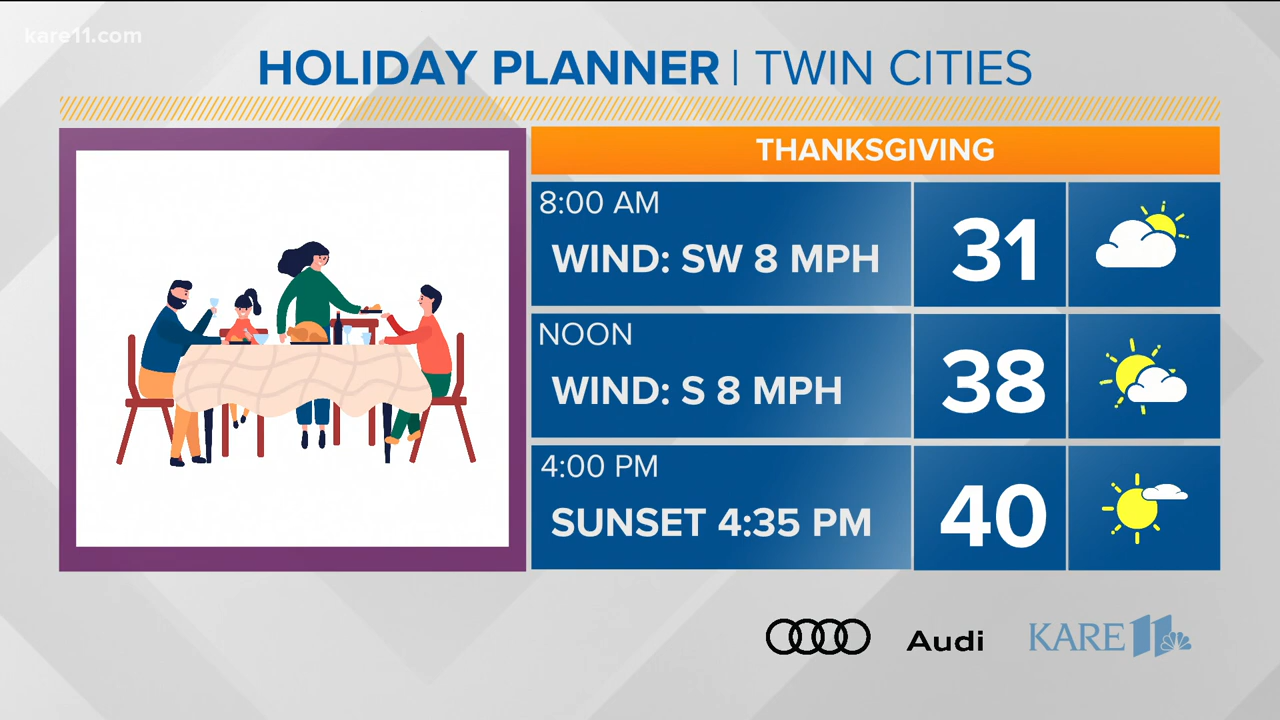 kare11.com
HOLIDAY PLANNER | TWIN CITIES
THANKSGIVING
8:00 AM
WIND: SW 8 MPH
31
NOON
WIND: S 8 MPH
38
4:00 PM
SUNSET 4:35 PM
40
Audi
KARE 11